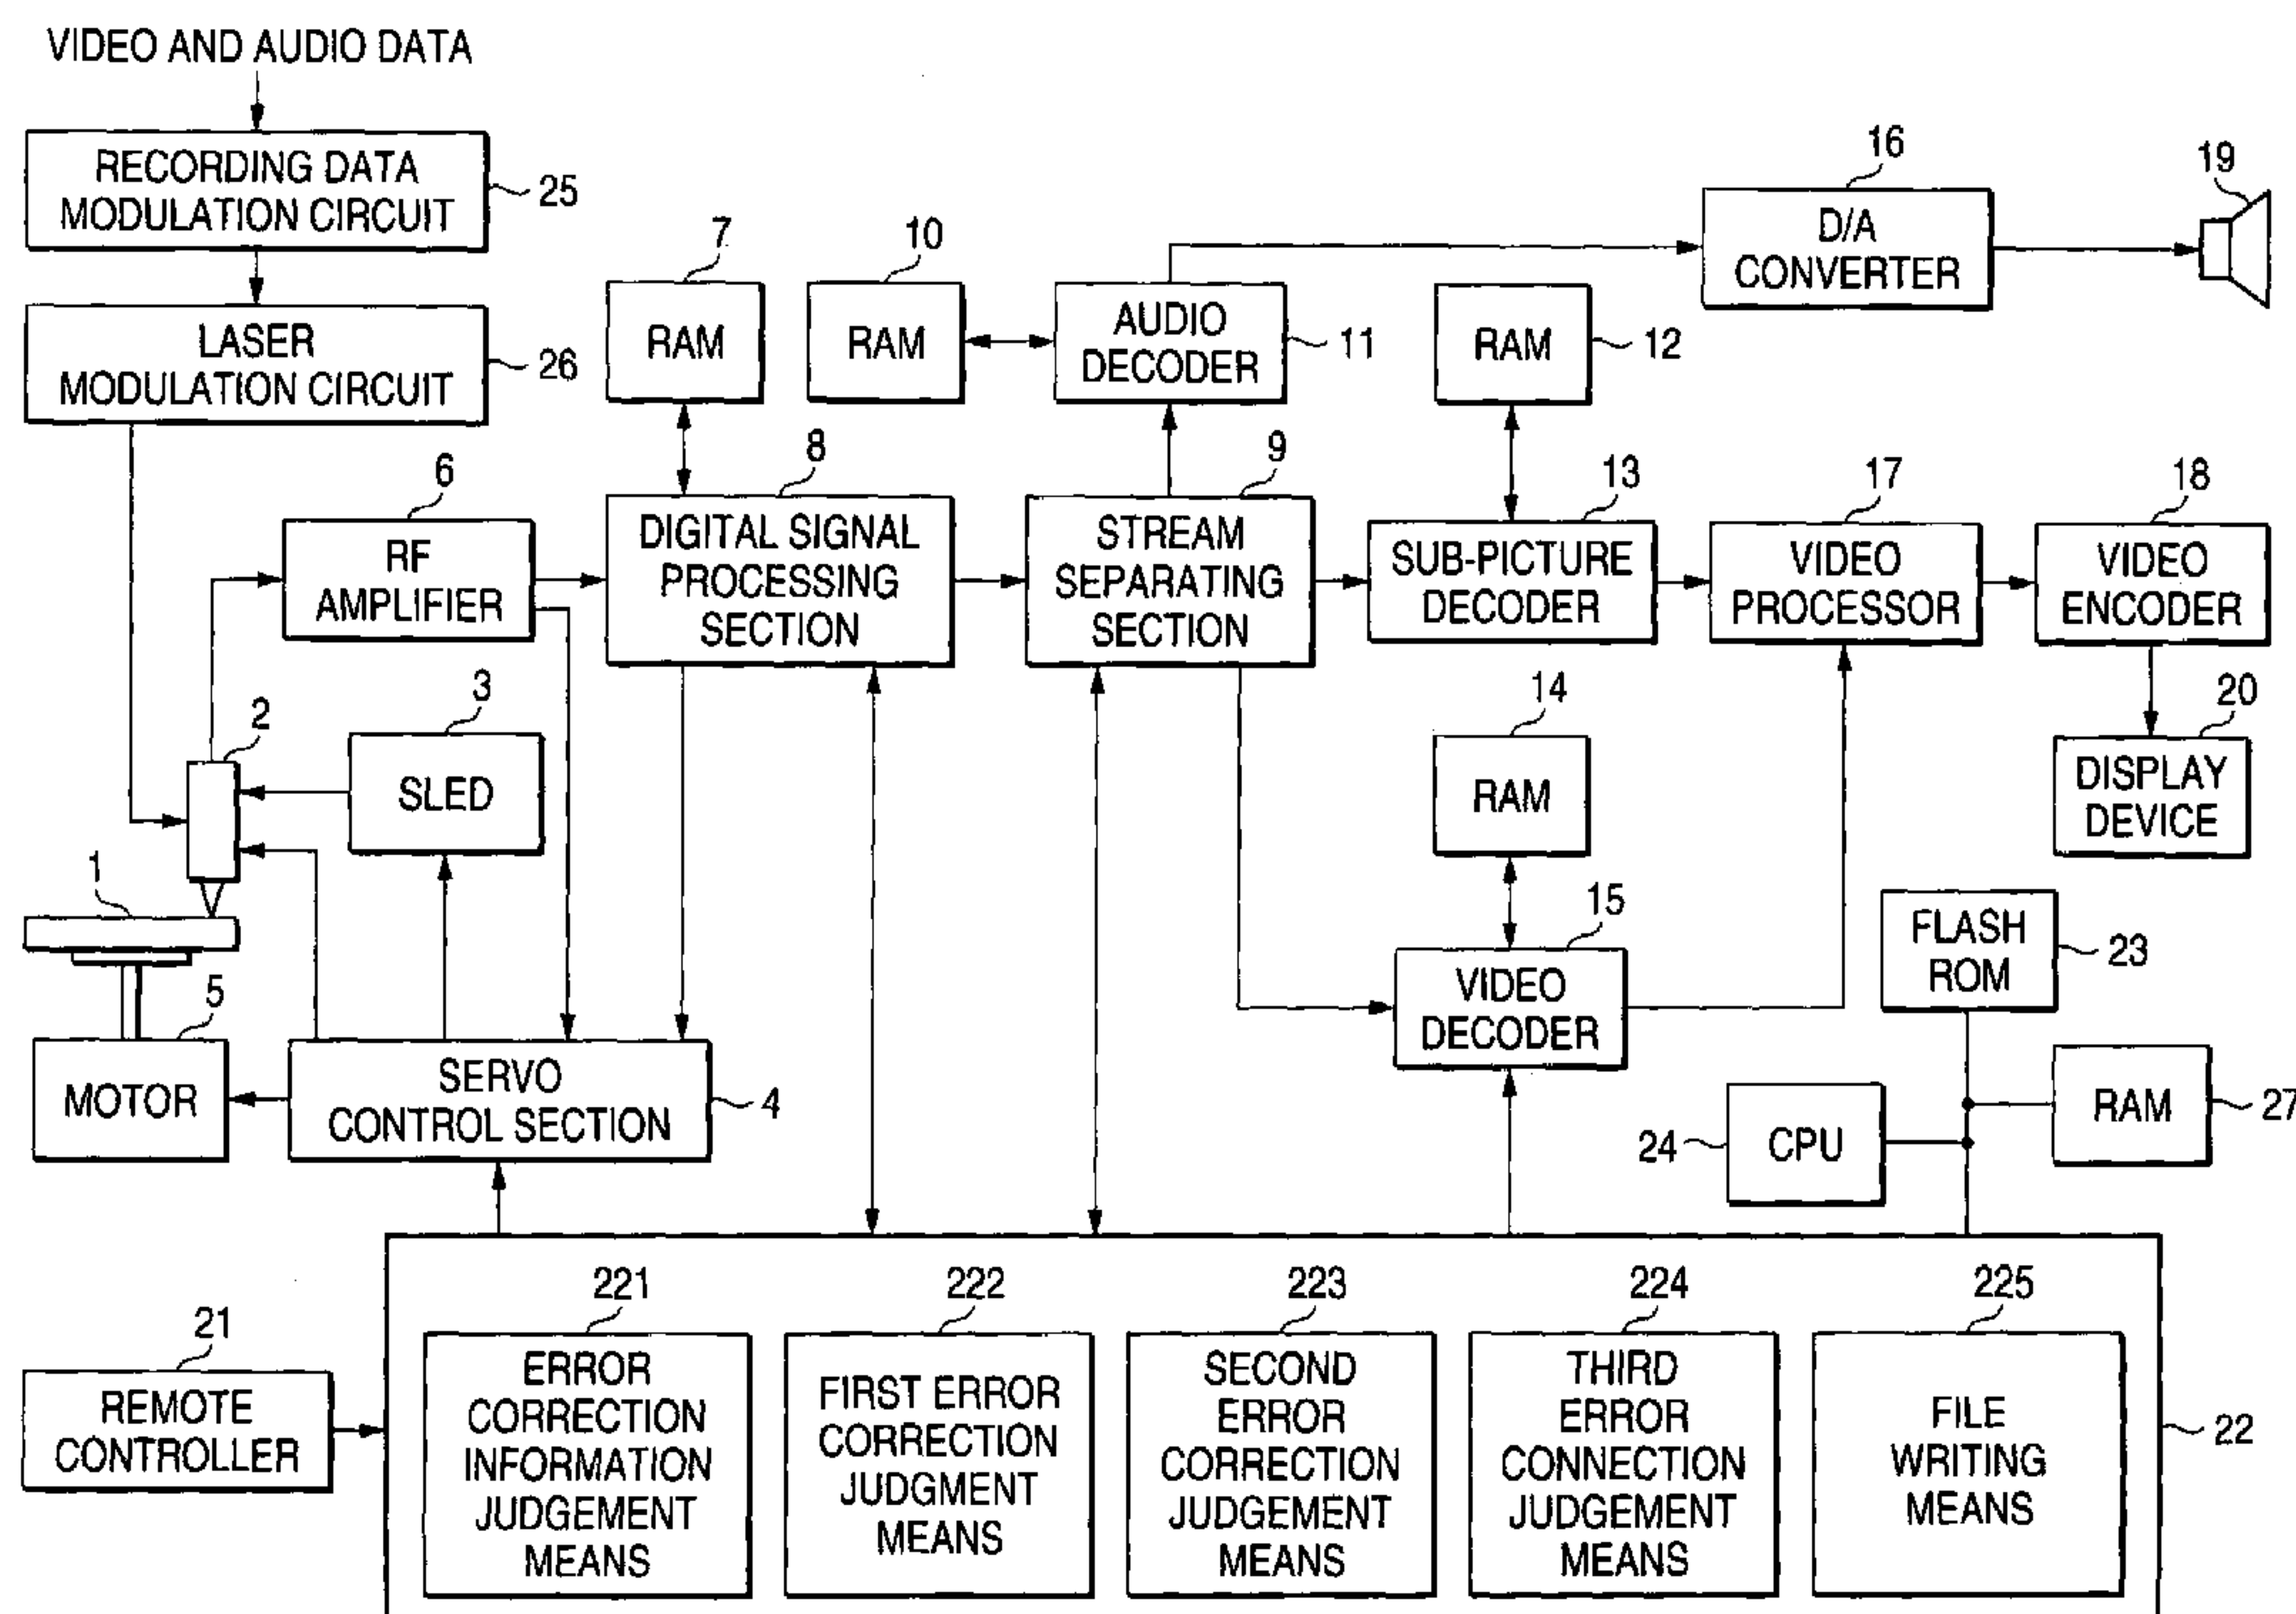 VIDEO AND AUDIO DATA
RECORDING DATA
MODULATION CIRCUIT
25
LASER
MODULATION CIRCUIT
26
7
RAM
10
RAM
AUDIO
DECODER
11
RAM
12
16
D/A
CONVERTER
19
6
RF
AMPLIFIER
8
DIGITAL SIGNAL
PROCESSING
SECTION
9
STREAM
SEPARATING
SECTION
13
SUB-PICTURE
DECODER
17
VIDEO
PROCESSOR
18
VIDEO
ENCODER
2
3
SLED
14
RAM
20
DISPLAY
DEVICE
1
5
MOTOR
SERVO
CONTROL SECTION
4
15
VIDEO
DECODER
FLASH
ROM
23
24
CPU
RAM
27
21
REMOTE
CONTROLLER
221
ERROR
CORRECTION
INFORMATION
JUDGEMENT
MEANS
222
FIRST ERROR
CORRECTION
JUDGMENT
MEANS
223
SECOND
ERROR
CORRECTION
JUDGEMENT
MEANS
224
THIRD
ERROR
CONNECTION
JUDGEMENT
MEANS
225
FILE
WRITING
MEANS
22